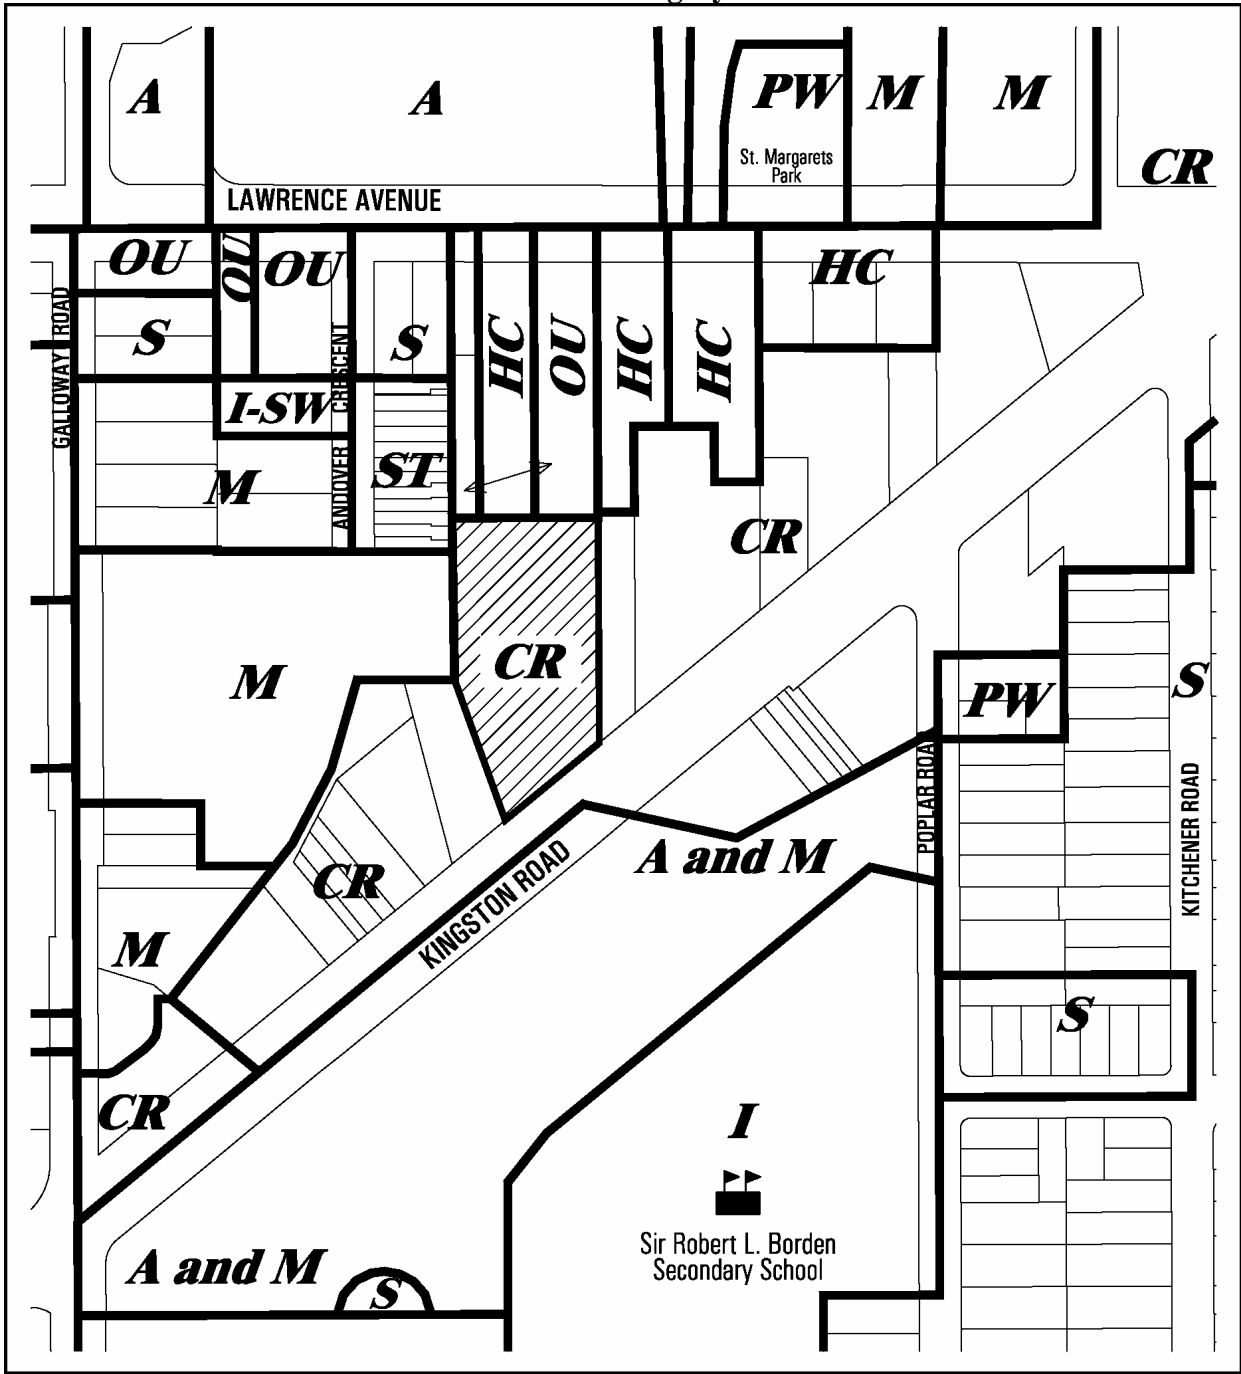 A
A
PW
M
M
St. Margarets
Park
CR
LAWRENCE AVENUE
OU
OU
OU
HC
S
S
HC
OU
HC
HC
GALLOWAY ROAD
CRESCENT
I-SW
M
ANDOVER
ST
CR
M
CR
PW
S
POPLAR ROAD
KITCHENER ROAD
A and M
CR
KINGSTON ROAD
M
S
CR
I
Sir Robert L. Borden
Secondary School
A and M
S